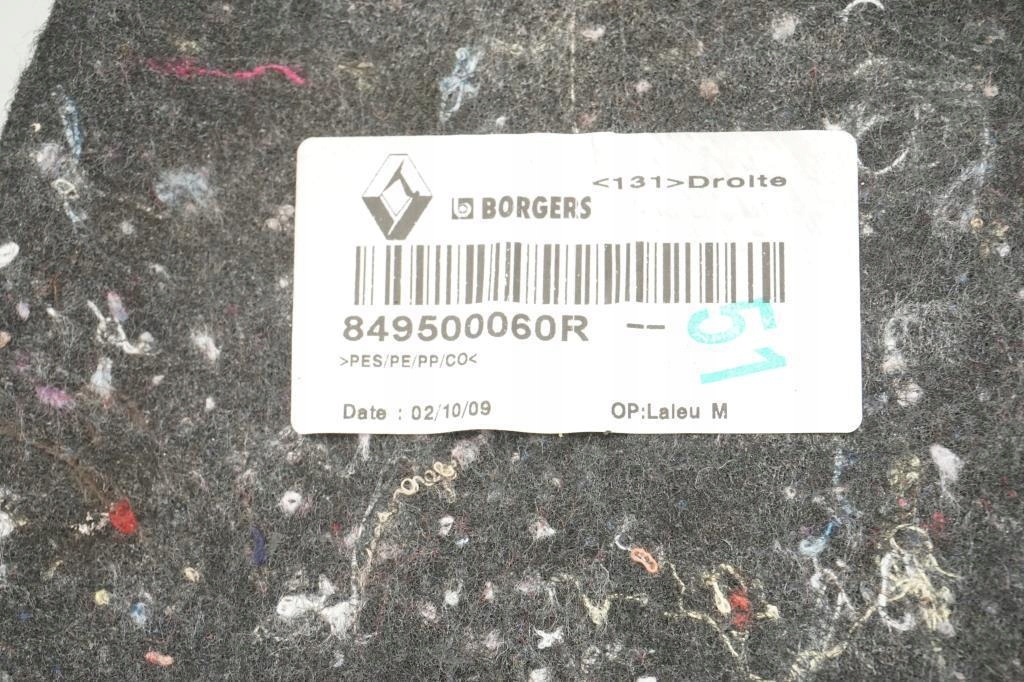 <131>Droite
BORGERS
849500060R --
>PES/PE/PP/CO<
51
Date : 02/10/09
OP:Laleu M